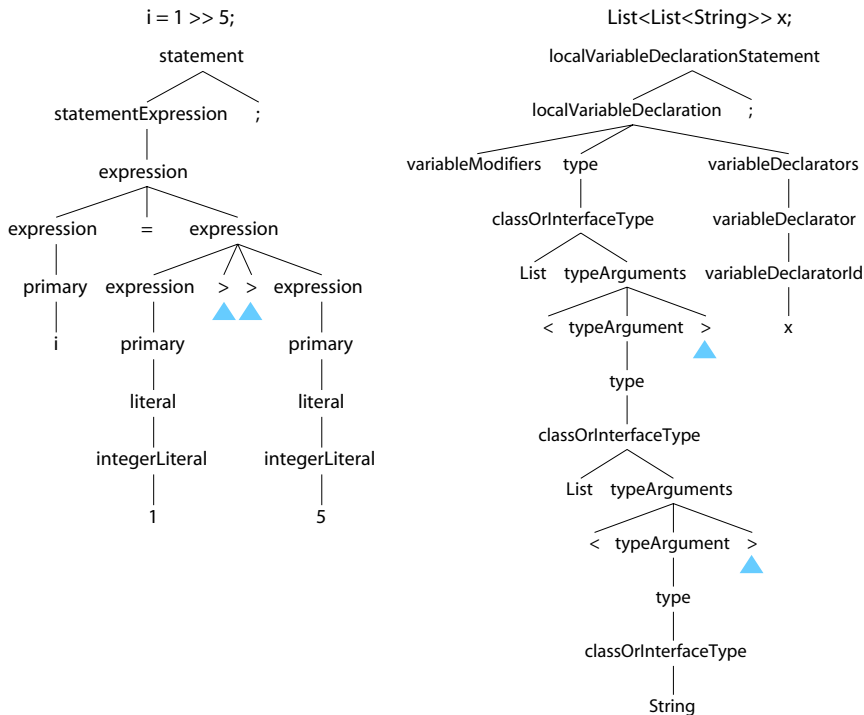 i = 1 >> 5;
statement
statementExpression ;
expression
expression = expression
primary expression > > expression
i primary primary
literal literal
integerLiteral integerLiteral
1 5
List<List<String>> x;
localVariableDeclarationStatement
localVariableDeclaration ;
variableModifiers type variableDeclarators
classOrInterfaceType variableDeclarator
List typeArguments variableDeclaratorId
< typeArgument > x
type
classOrInterfaceType
List typeArguments
< typeArgument >
type
classOrInterfaceType
String